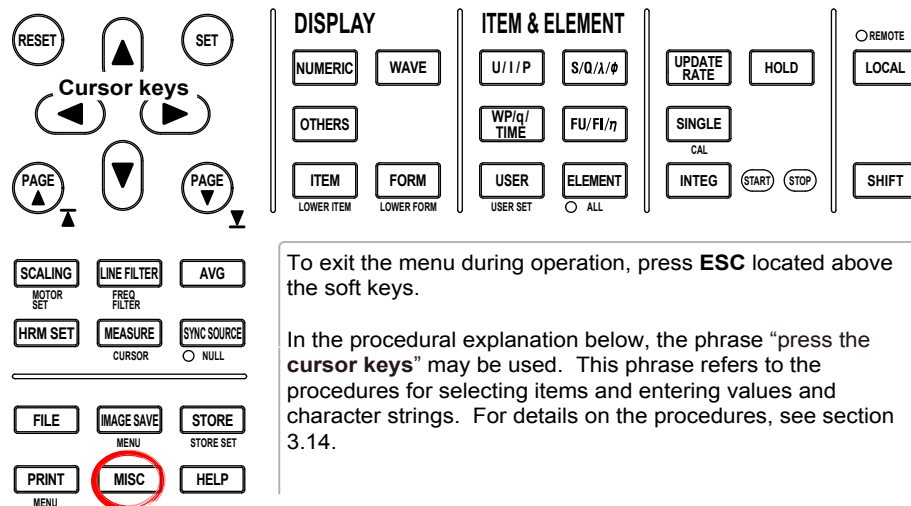 RESET
SET
Cursor keys
PAGE
PAGE
DISPLAY
NUMERIC
WAVE
OTHERS
ITEM
FORM
LOWER ITEM
LOWER FORM
ITEM & ELEMENT
U/I/P
S/Q/λ/ø
WP/q/
TIME
FU/FI/η
USER
ELEMENT
USER SET
ALL
UPDATE
RATE
HOLD
SINGLE
CAL
INTEG
START
STOP
REMOTE
LOCAL
SHIFT
SCALING
LINE FILTER
AVG
MOTOR
SET
FREQ
FILTER
HRM SET
MEASURE
SYNC SOURCE
CURSOR
NULL
FILE
IMAGE SAVE
STORE
MENU
STORE SET
PRINT
MISC
HELP
MENU
To exit the menu during operation, press ESC located above
the soft keys.
In the procedural explanation below, the phrase “press the
cursor keys” may be used. This phrase refers to the
procedures for selecting items and entering values and
character strings. For details on the procedures, see section
3.14.